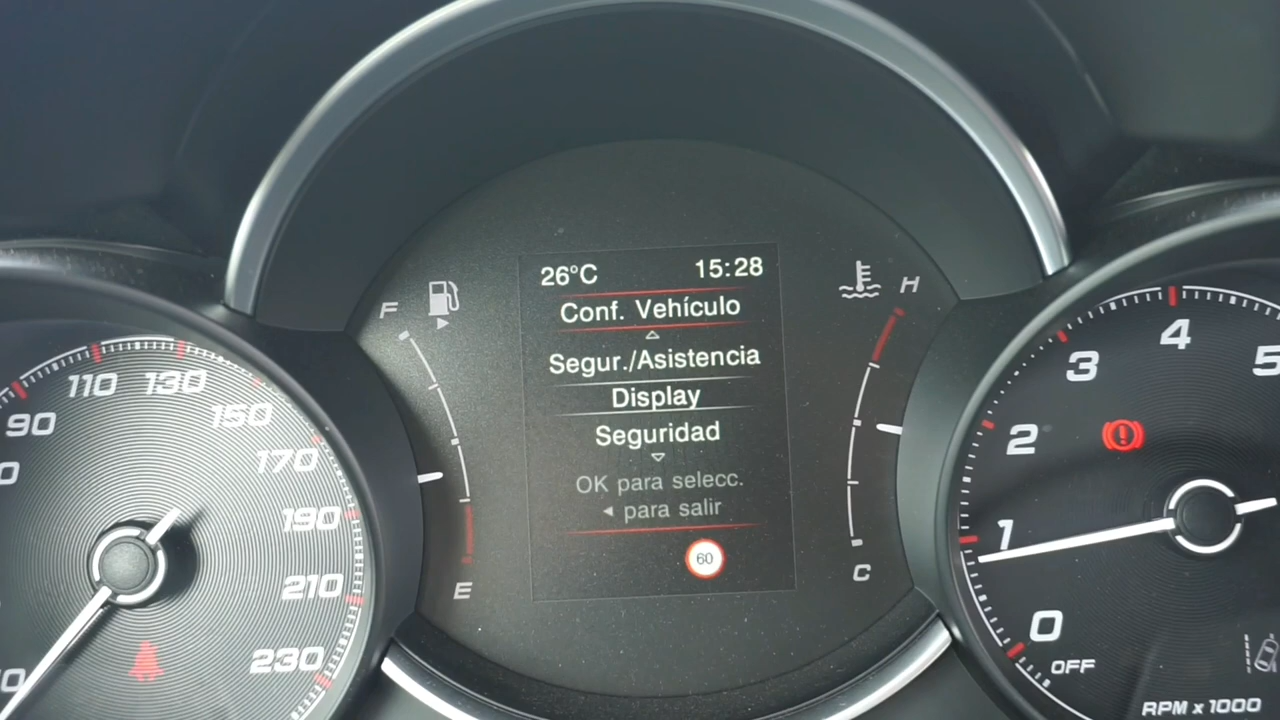 26°C 15:28
Conf. Vehículo
Segur./Asistencia
Display
Seguridad
OK para selecc.
◂ para salir
60
F
E
H
C
90
110
130
150
170
190
210
230
OFF
0
1
2
3
4
5
RPM x 1000